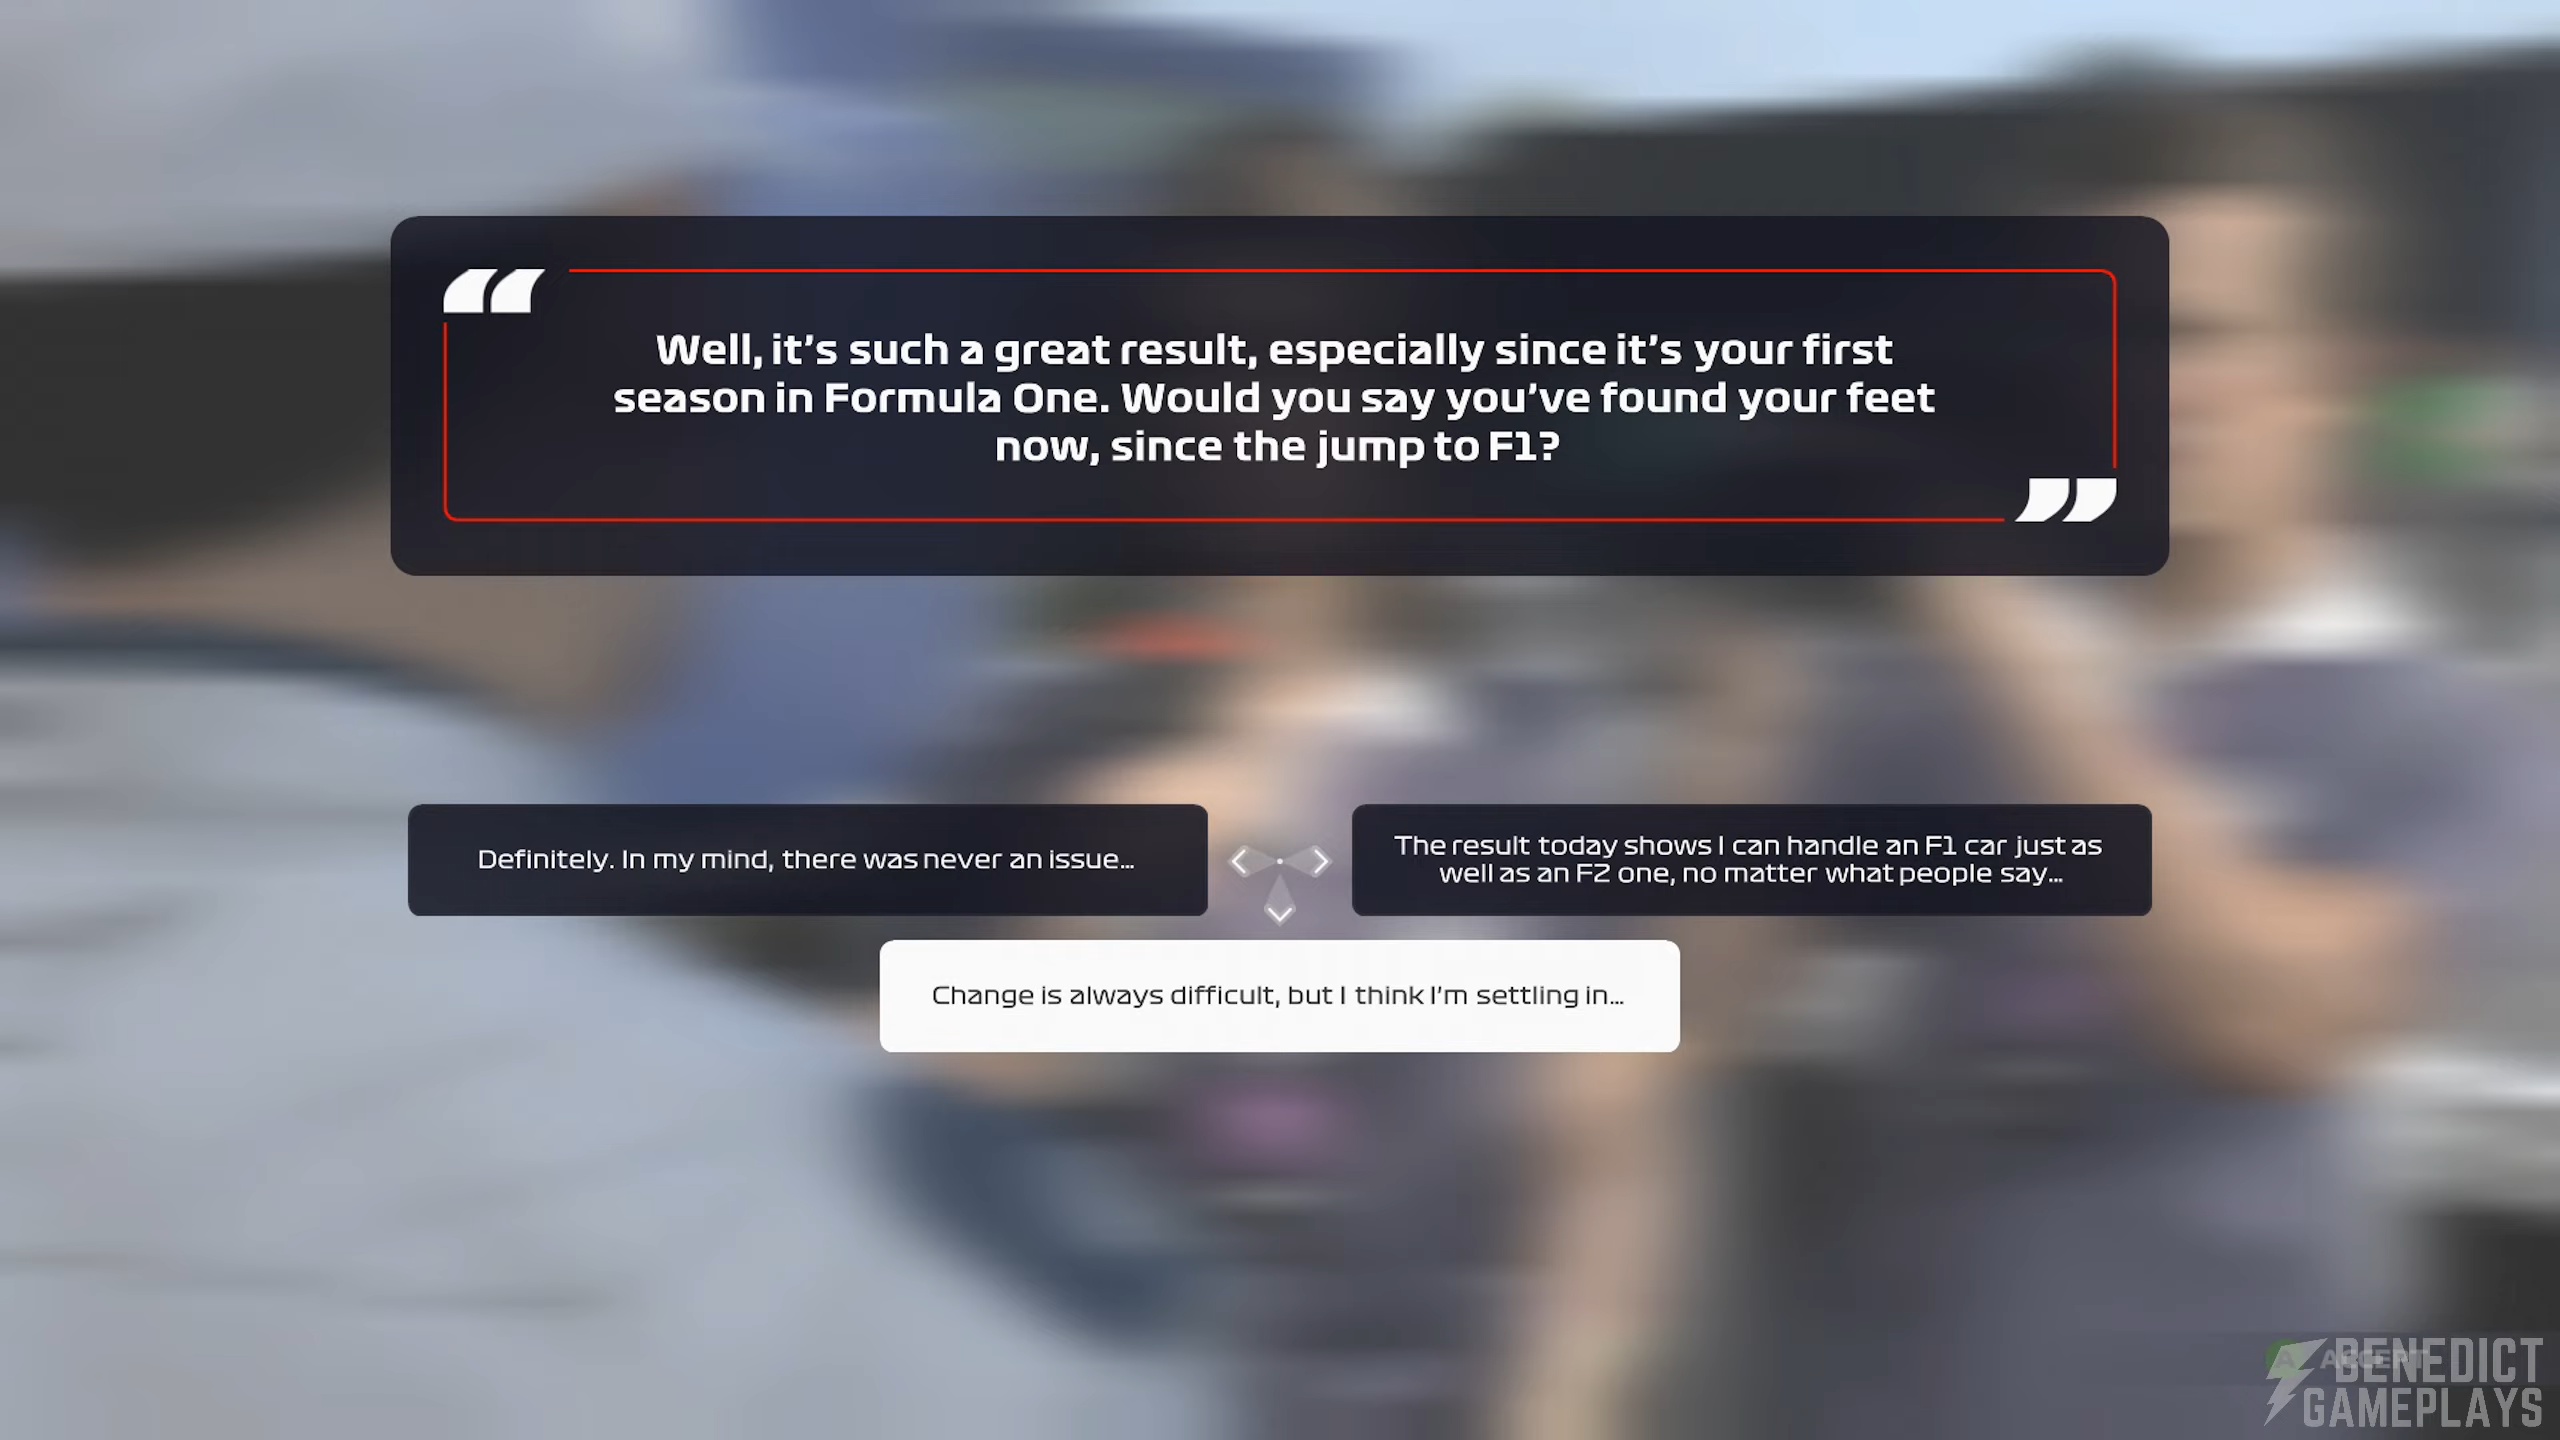 Well, it's such a great result, especially since it's your first
season in Formula One. Would you say you've found your feet
now, since the jump to F1?
Definitely. In my mind, there was never an issue...
The result today shows I can handle an F1 car just as
well as an F2 one, no matter what people say...
Change is always difficult, but I think I'm settling in...
A ACCEPT
BENEDICT
GAMEPLAYS